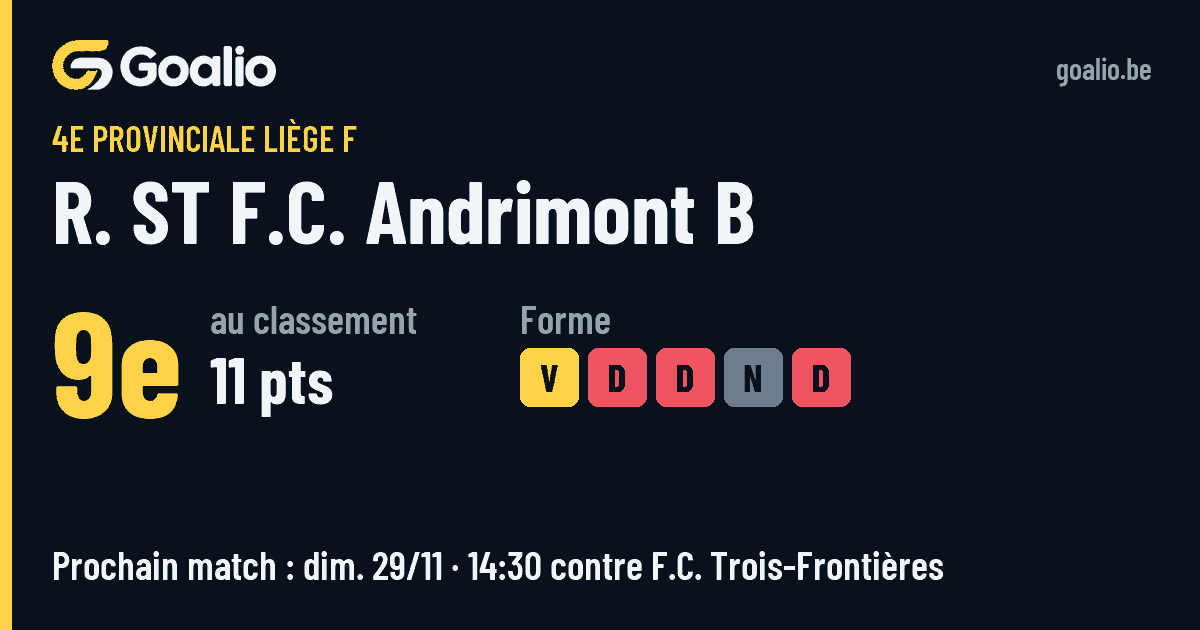 Goalio
goalio.be
4E PROVINCIALE LIÈGE F
R. ST F.C. Andrimont B
9e
au classement
11 pts
Forme
V D D N D
Prochain match : dim. 29/11 · 14:30 contre F.C. Trois-Frontières